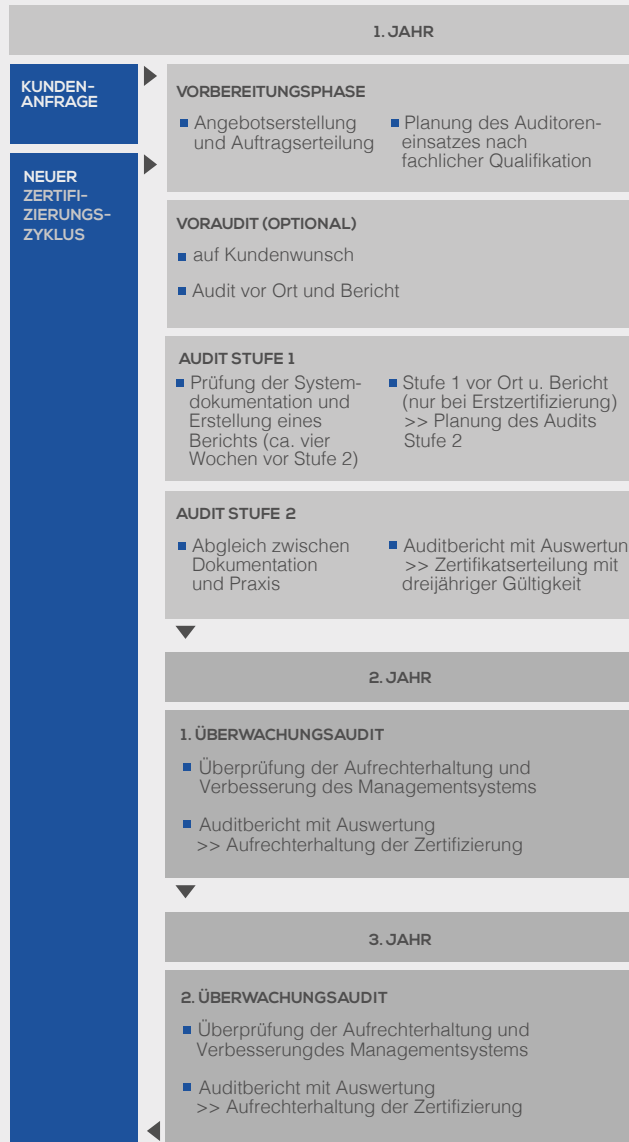 1. JAHR
KUNDEN-
ANFRAGE
NEUER
ZERTIFI-
ZIERUNGS-
ZYKLUS
VORBEREITUNGSPHASE
Angebotserstellung
und Auftragserteilung
Planung des Auditoren-
einsatzes nach
fachlicher Qualifikation
VORAUDIT (OPTIONAL)
auf Kundenwunsch
Audit vor Ort und Bericht
AUDIT STUFE 1
Prüfung der System-
dokumentation und
Erstellung eines
Berichts (ca. vier
Wochen vor Stufe 2)
Stufe 1 vor Ort u. Bericht
(nur bei Erstzertifizierung)
>> Planung des Audits
Stufe 2
AUDIT STUFE 2
Abgleich zwischen
Dokumentation
und Praxis
Auditbericht mit Auswertun
>> Zertifikatserteilung mit
dreijähriger Gültigkeit
2. JAHR
1. ÜBERWACHUNGSAUDIT
Überprüfung der Aufrechterhaltung und
Verbesserung des Managementsystems
Auditbericht mit Auswertung
>> Aufrechterhaltung der Zertifizierung
3. JAHR
2. ÜBERWACHUNGSAUDIT
Überprüfung der Aufrechterhaltung und
Verbesserungdes Managementsystems
Auditbericht mit Auswertung
>> Aufrechterhaltung der Zertifizierung